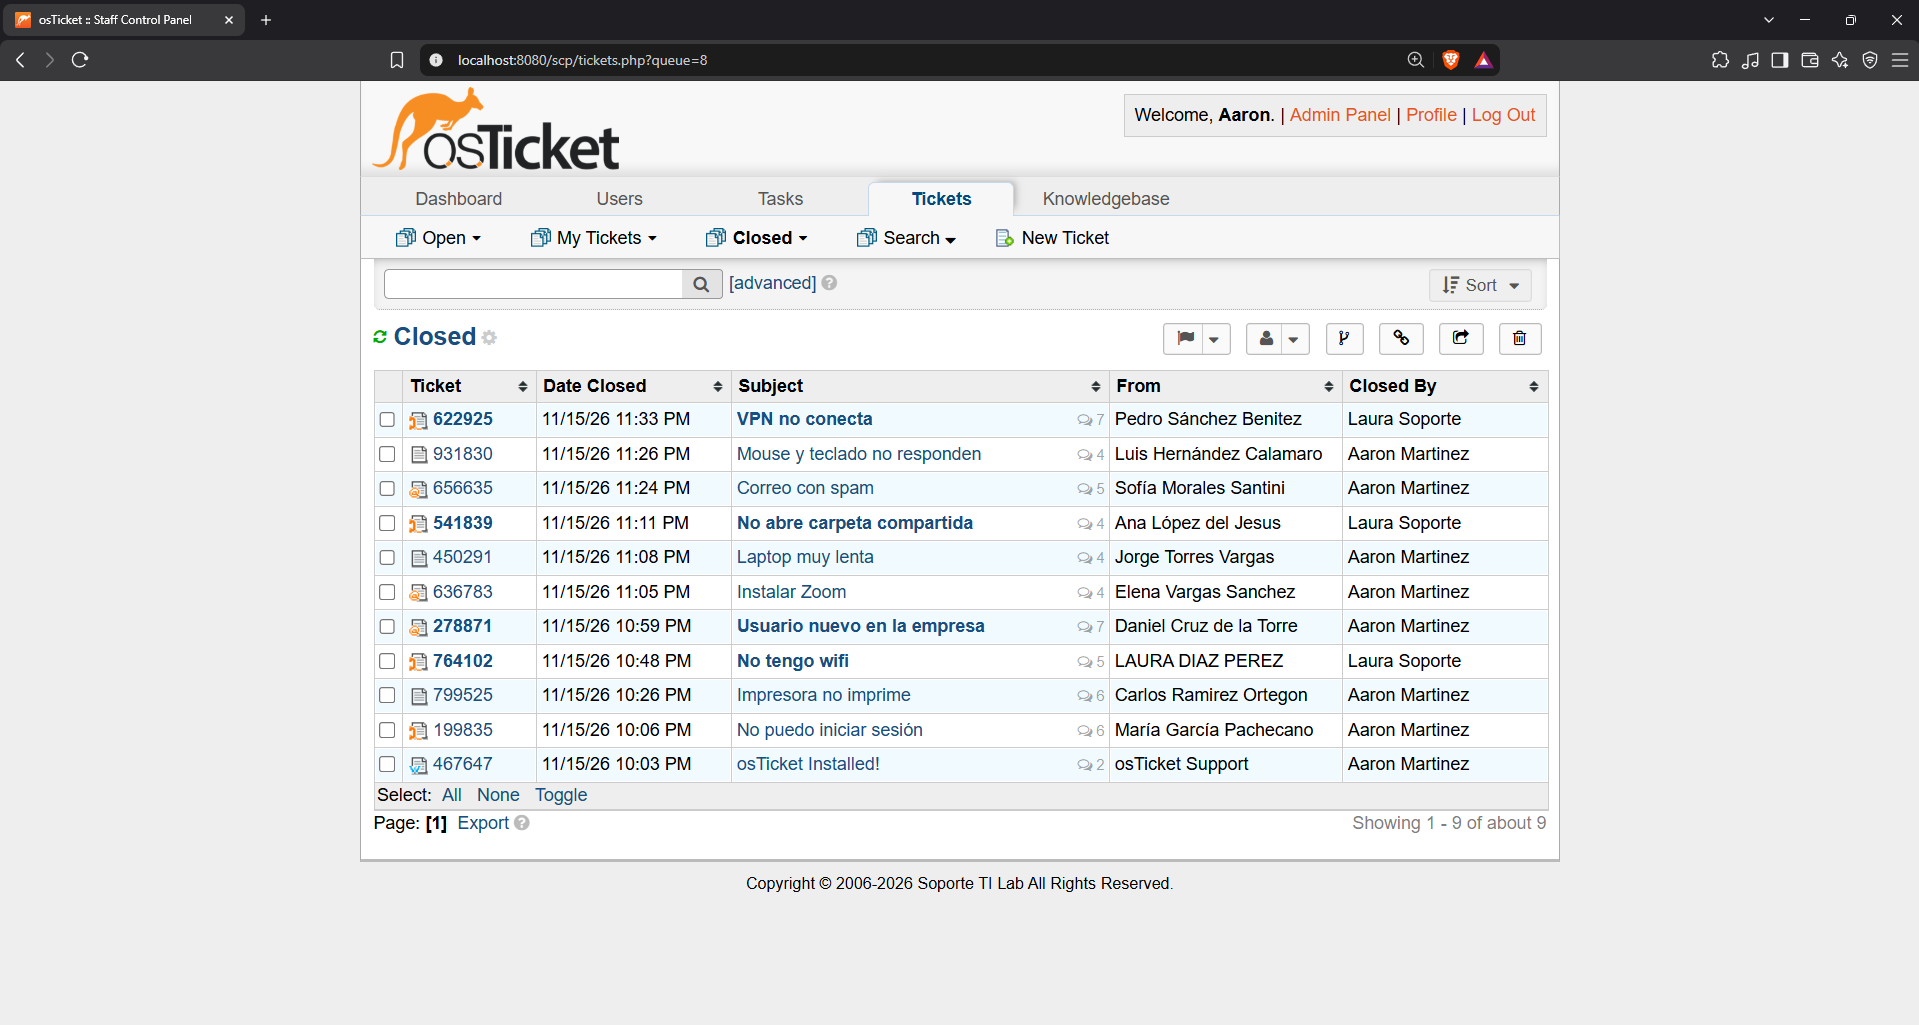 osTicket :: Staff Control Panel
localhost:8080/scp/tickets.php?queue=8
osTicket
Welcome, Aaron. | Admin Panel | Profile | Log Out
Dashboard Users Tasks Tickets Knowledgebase
Open My Tickets Closed Search New Ticket
[advanced] Sort
Closed
Ticket Date Closed Subject From Closed By
622925 11/15/26 11:33 PM VPN no conecta 7 Pedro Sánchez Benitez Laura Soporte
931830 11/15/26 11:26 PM Mouse y teclado no responden 4 Luis Hernández Calamaro Aaron Martinez
656635 11/15/26 11:24 PM Correo con spam 5 Sofía Morales Santini Aaron Martinez
541839 11/15/26 11:11 PM No abre carpeta compartida 4 Ana López del Jesus Laura Soporte
450291 11/15/26 11:08 PM Laptop muy lenta 4 Jorge Torres Vargas Aaron Martinez
636783 11/15/26 11:05 PM Instalar Zoom 4 Elena Vargas Sanchez Aaron Martinez
278871 11/15/26 10:59 PM Usuario nuevo en la empresa 7 Daniel Cruz de la Torre Aaron Martinez
764102 11/15/26 10:48 PM No tengo wifi 5 LAURA DIAZ PEREZ Laura Soporte
799525 11/15/26 10:26 PM Impresora no imprime 6 Carlos Ramirez Ortegon Aaron Martinez
199835 11/15/26 10:06 PM No puedo iniciar sesión 6 María García Pachecano Aaron Martinez
467647 11/15/26 10:03 PM osTicket Installed! 2 osTicket Support Aaron Martinez
Select: All None Toggle
Page: [1] Export Showing 1 - 9 of about 9
Copyright © 2006-2026 Soporte TI Lab All Rights Reserved.